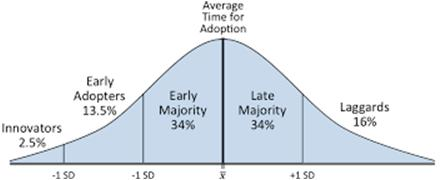 Average
Time for
Adoption
Early
Adopters
13.5%
Early
Majority
34%
Late
Majority
34%
Laggards
16%
Innovators
2.5%
-1 SD
-1 SD
x̄
+1 SD